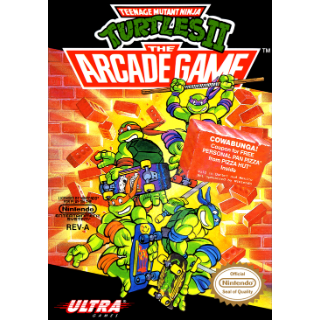 TEENAGE MUTANT NINJA
TURTLES II
THE
ARCADE GAME
TM
COWABUNGA!
Coupon for FREE
PERSONAL PAN PIZZA
from PIZZA HUT
Inside
Nintendo
REV-A
ULTRA
GAMES
Official
Nintendo
Seal of Quality